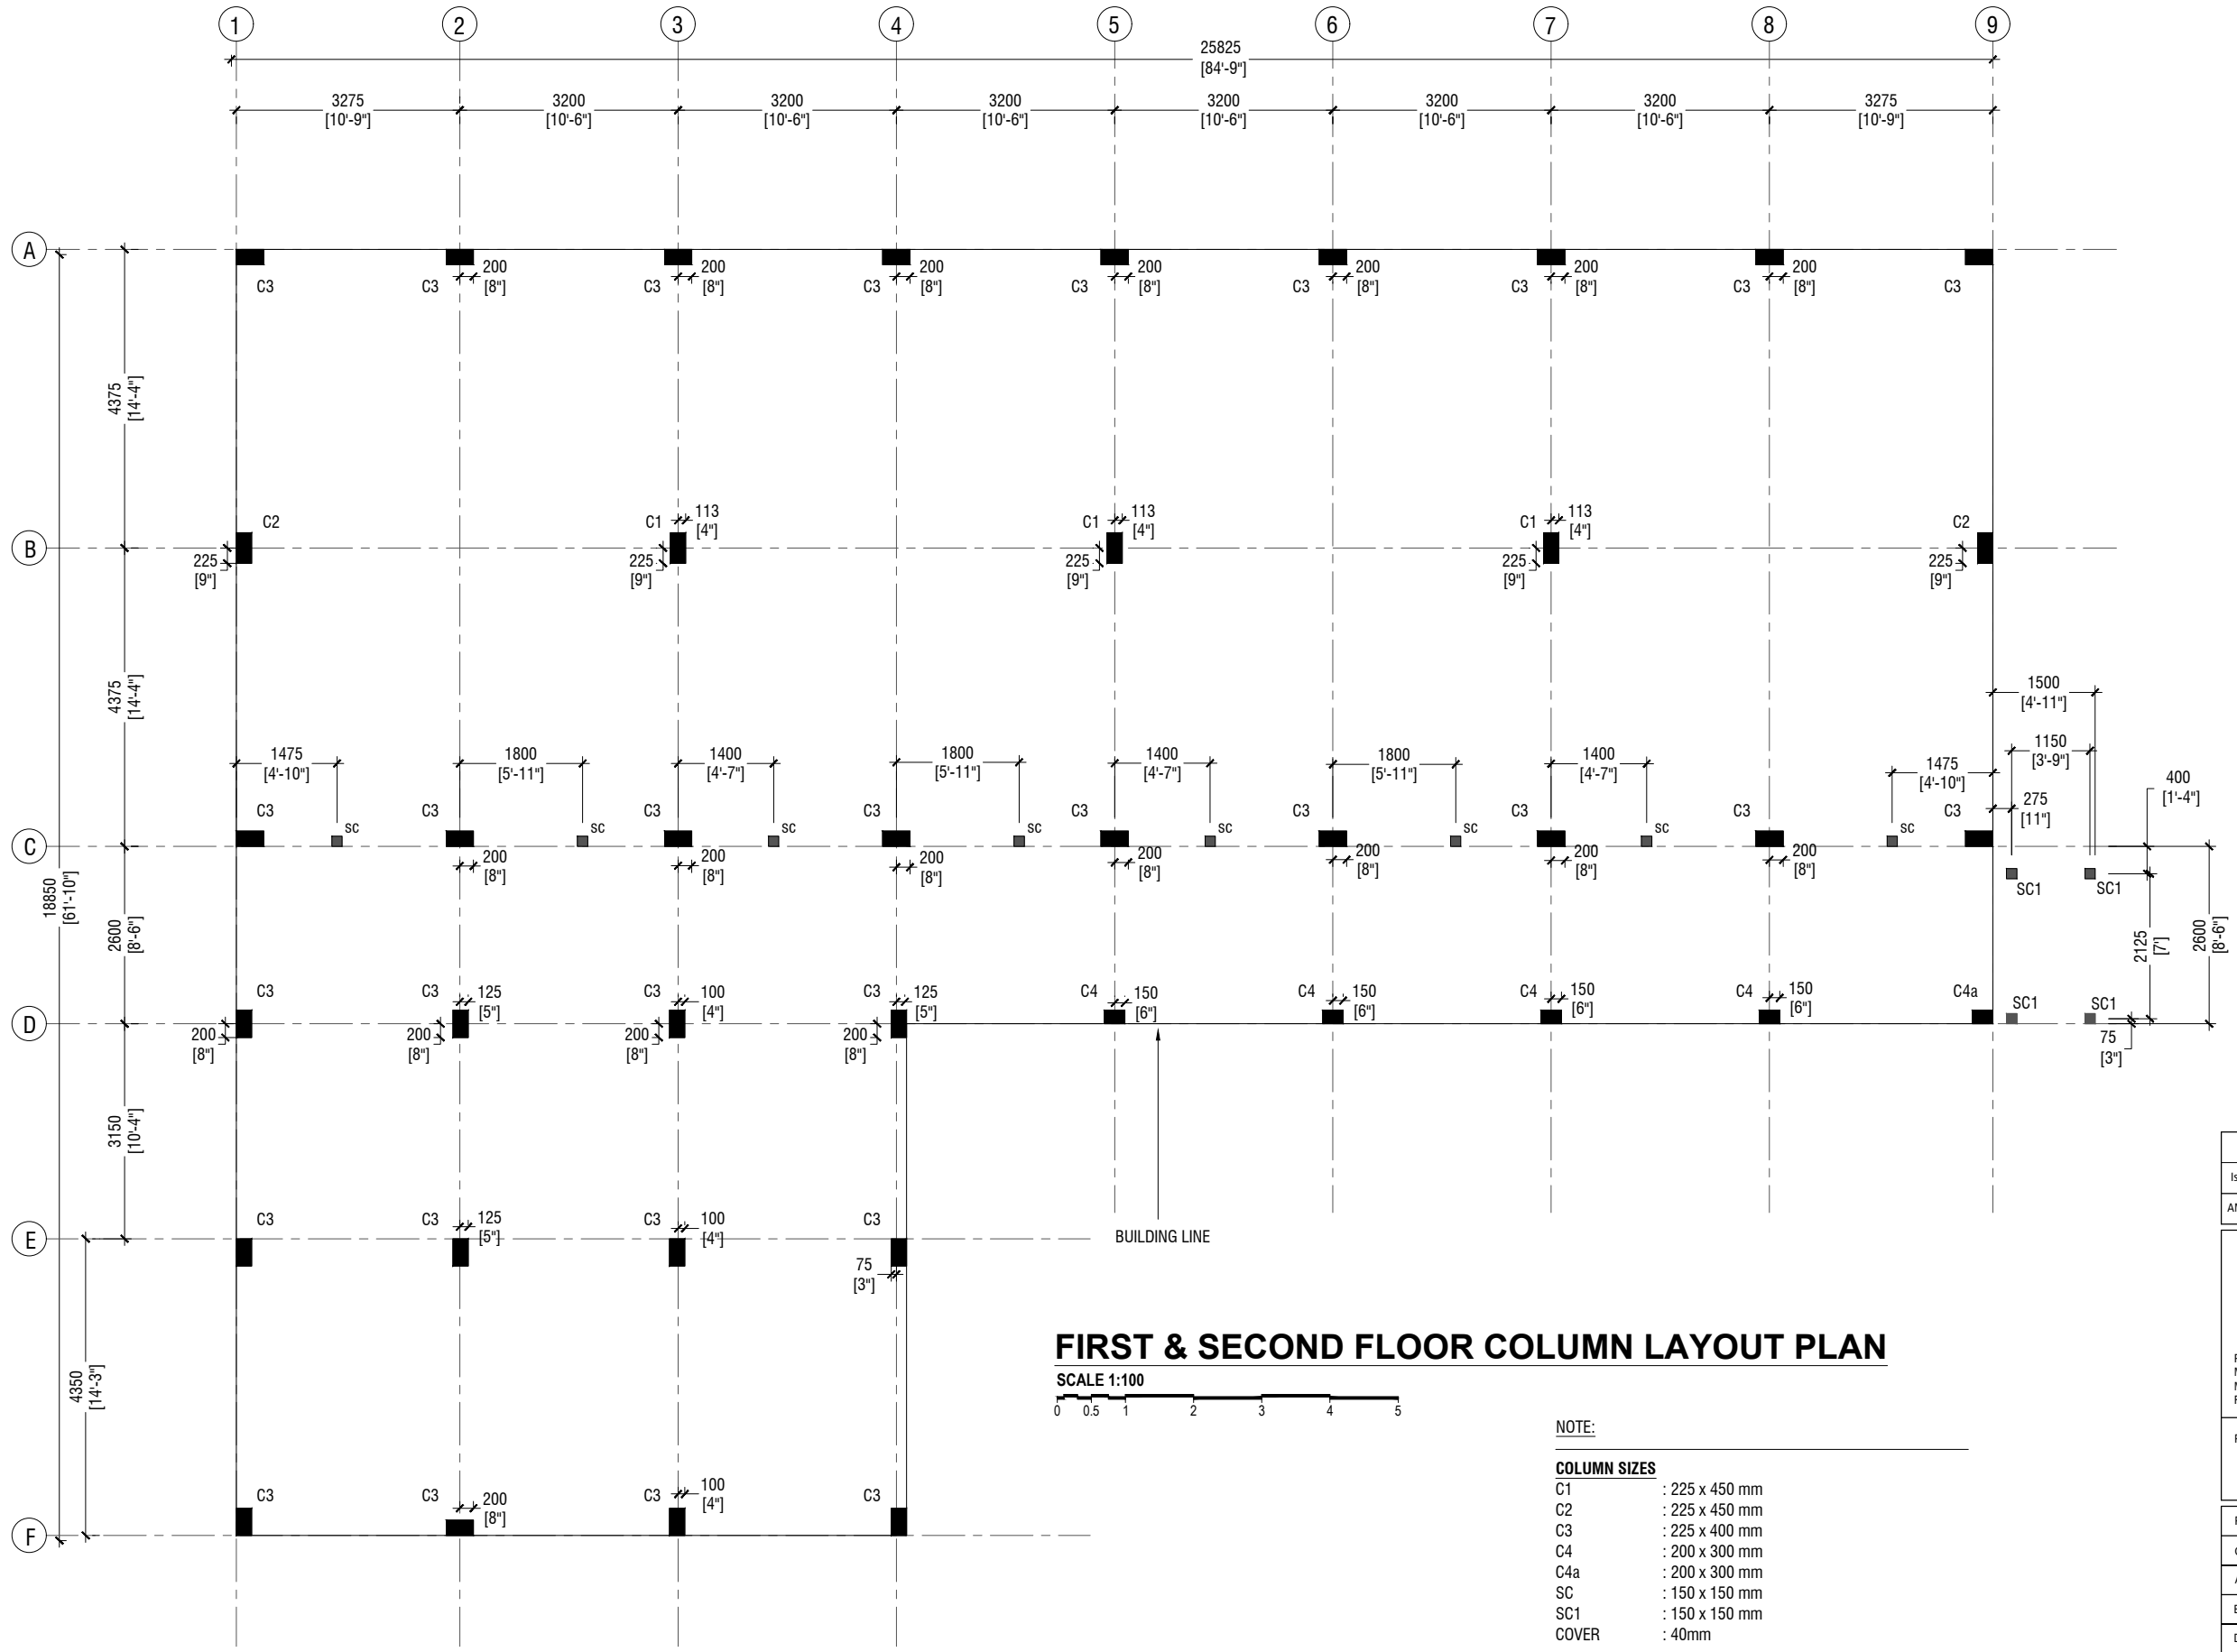 1 2 3 4 5 6 7 8 9
25825
[84'-9"]
3275 3200 3200 3200 3200 3200 3200 3275
[10'-9"] [10'-6"] [10'-6"] [10'-6"] [10'-6"] [10'-6"] [10'-6"] [10'-9"]
A
200 200 200 200 200 200 200
C3 C3 C3 C3 C3 C3 C3 C3 C3
[8"] [8"] [8"] [8"] [8"] [8"] [8"]
4375
[14'-4"]
C2 C1 113 C1 113 C1 113 C2
[4"] [4"] [4"]
B
225 225 225 225 225
[9"] [9"] [9"] [9"] [9"]
4375
[14'-4"]
1500
[4'-11"]
1475 1800 1400 1800 1400 1800 1400 1475 1150
[4'-10"] [5'-11"] [4'-7"] [5'-11"] [4'-7"] [5'-11"] [4'-7"] [4'-10"] [3'-9"]
400
[1'-4"]
275
[11"]
C3 C3 C3 C3 C3 C3 C3 C3 C3
sc sc sc sc sc sc sc sc
C
200 200 200 200 200 200 200
[8"] [8"] [8"] [8"] [8"] [8"] [8"]
SC1 SC1
18850
[61'-10"]
2600
[8'-6"]
2125
[7']
2600
[8'-6"]
C3 C3 125 C3 100 C3 125 C4 150 C4 150 C4 150 C4 150 C4a SC1 SC1
[5"] [4"] [5"] [6"] [6"] [6"] [6"]
D
200 200 200 200
[8"] [8"] [8"] [8"]
75
[3"]
3150
[10'-4"]
C3 C3 125 C3 100 C3
[5"] [4"]
E
BUILDING LINE
75
[3"]
4350
[14'-3"]
FIRST & SECOND FLOOR COLUMN LAYOUT PLAN
SCALE 1:100
0 0.5 1 2 3 4 5
C3 C3 200 C3 100 C3
[8"] [4"]
F
NOTE:
COLUMN SIZES
C1 : 225 x 450 mm
C2 : 225 x 450 mm
C3 : 225 x 400 mm
C4 : 200 x 300 mm
C4a : 200 x 300 mm
SC : 150 x 150 mm
SC1 : 150 x 150 mm
COVER : 40mm